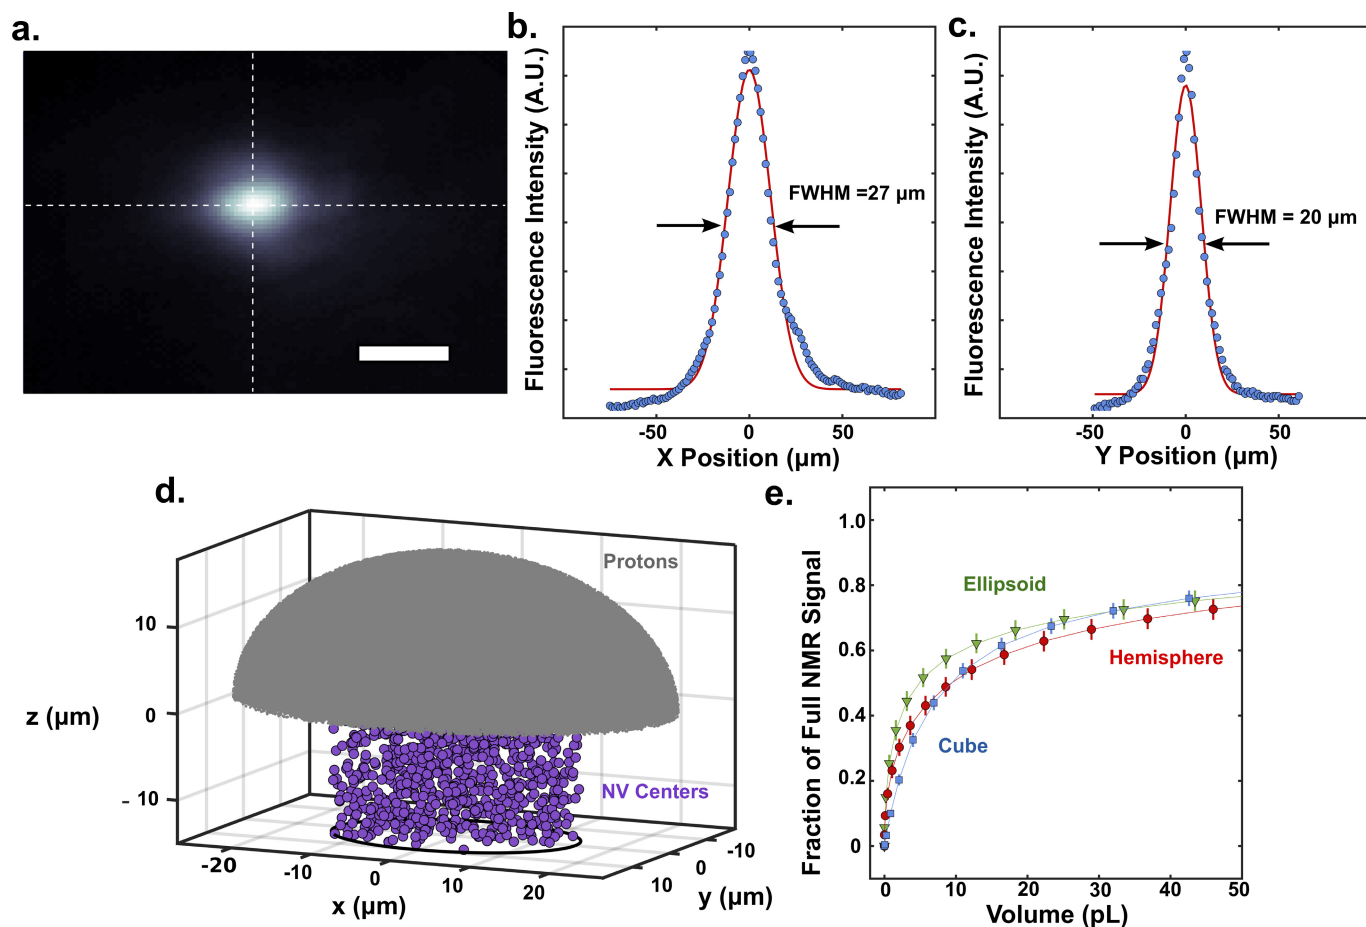 a.
b.
Fluorescence Intensity (A.U.)
FWHM =27 µm
-50
0
50
X Position (µm)
c.
Fluorescence Intensity (A.U.)
FWHM = 20 µm
-50
0
50
Y Position (µm)
d.
Protons
NV Centers
z (µm)
10
0
- 10
-20
-10
0
10
20
x (µm)
10
0
-10
y (µm)
e.
Fraction of Full NMR Signal
1.0
0.8
0.6
0.4
0.2
0
Ellipsoid
Hemisphere
Cube
0
10
20
30
40
50
Volume (pL)